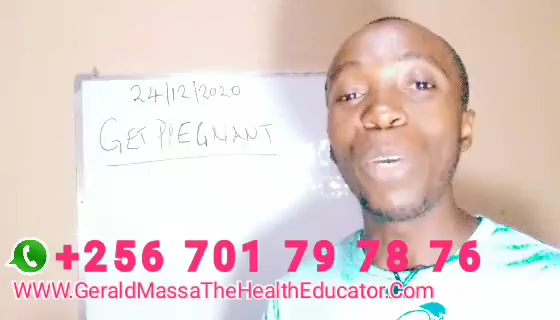 24/12/2020
GET PREGNANT
+256 701 79 78 76
WWW.GeraldMassaTheHealthEducator.Com